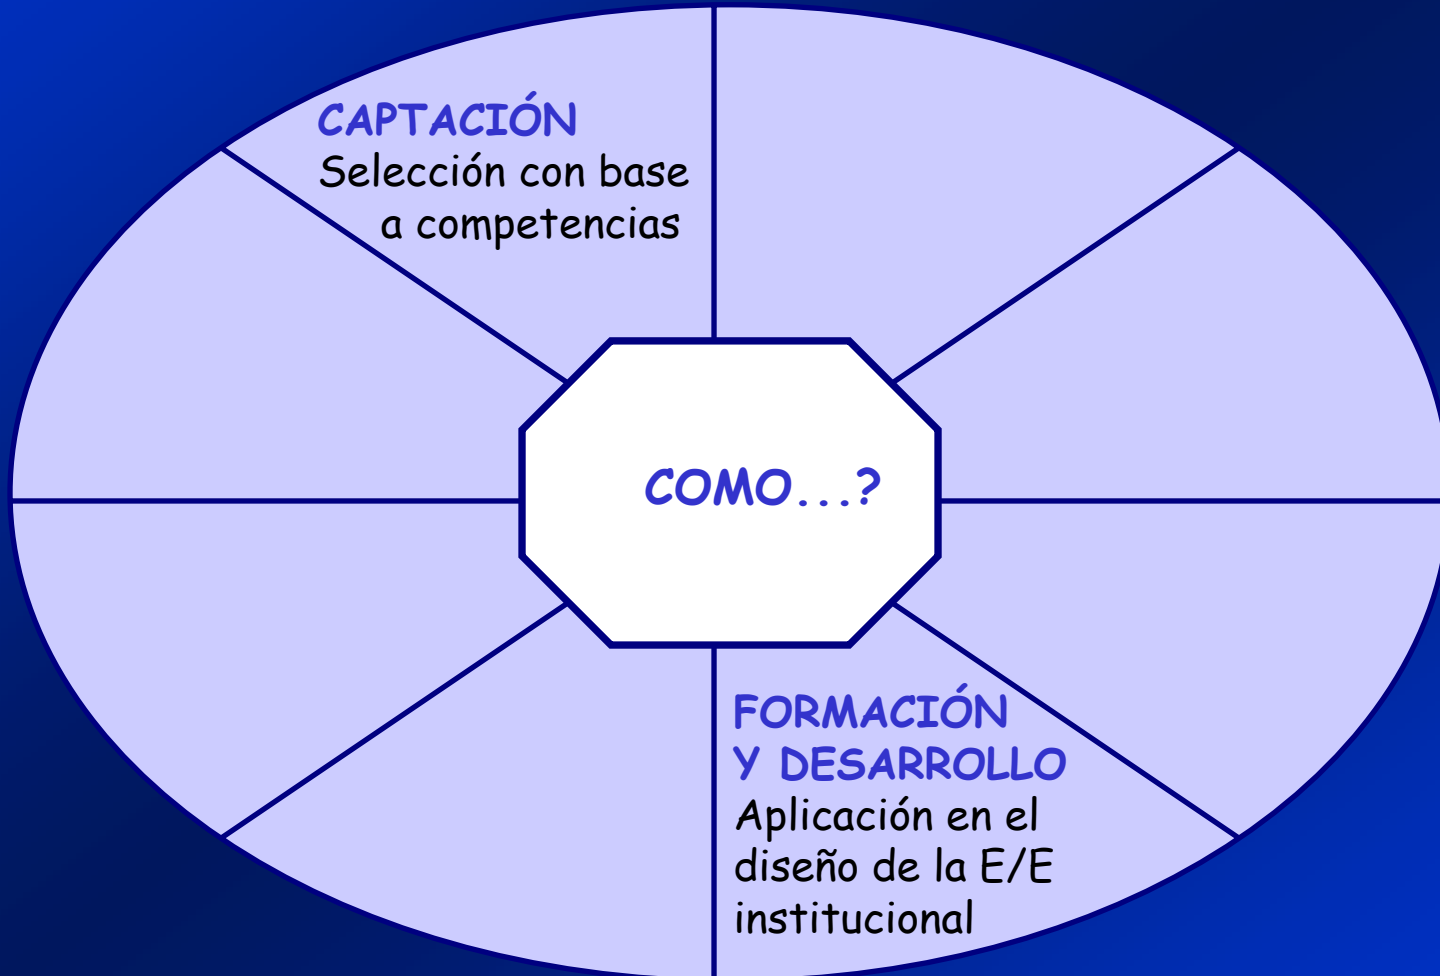 CAPTACIÓN
Selección con base
a competencias
COMO...?
FORMACIÓN
Y DESARROLLO
Aplicación en el
diseño de la E/E
institucional